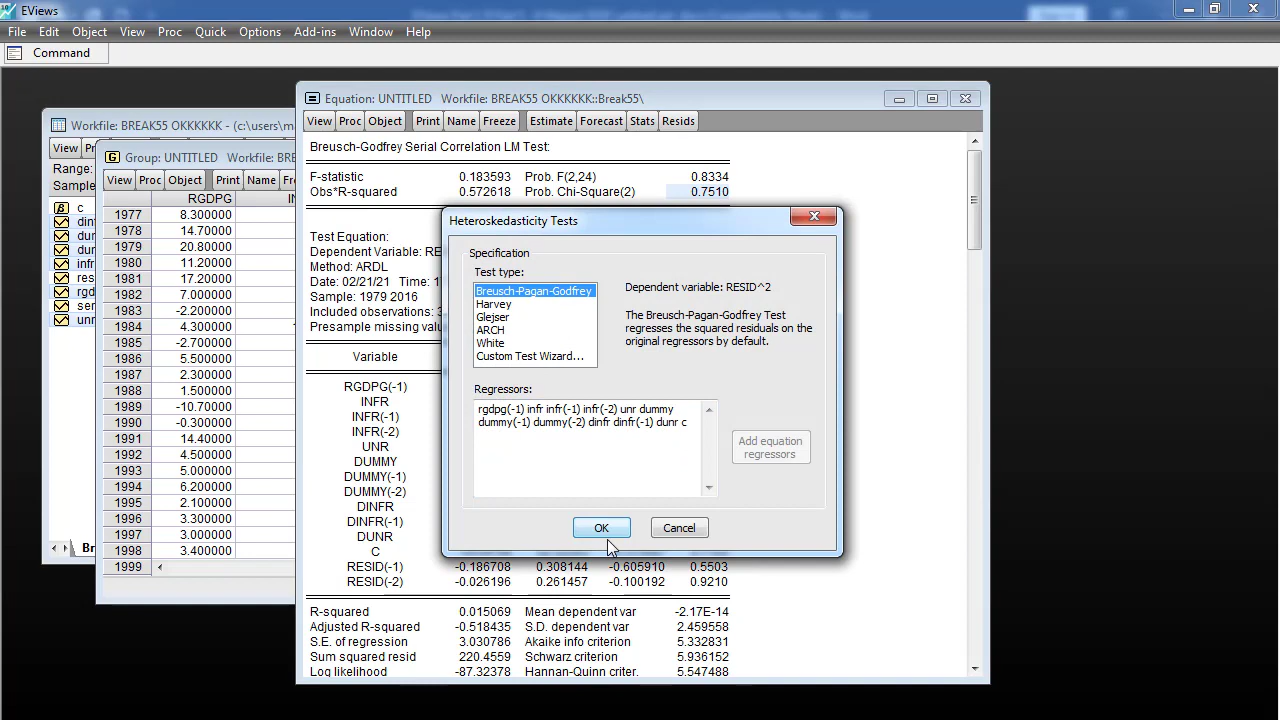 EViews
File Edit Object View Proc Quick Options Add-ins Window Help
Command
Workfile: BREAK55 OKKKKKK - (c:\users\m
View
Range:
Sample
c
infr
res
rgd
ser
unr
Group: UNTITLED Workfile: BRE
View Proc Object Print Name
RGDPG
1977 8.300000
1978 14.70000
1979 20.80000
1980 11.20000
1981 17.20000
1982 7.000000
1983 -2.200000
1984 4.300000
1985 -2.700000
1986 5.500000
1987 2.300000
1988 1.500000
1989 -10.70000
1990 -0.300000
1991 14.40000
1992 4.500000
1993 5.000000
1994 6.200000
1995 2.100000
1996 3.300000
1997 3.000000
1998 3.400000
1999
Equation: UNTITLED Workfile: BREAK55 OKKKKKK::Break55\
View Proc Object Print Name Freeze Estimate Forecast Stats Resids
Breusch-Godfrey Serial Correlation LM Test:
F-statistic 0.183593 Prob. F(2,24) 0.8334
Obs*R-squared 0.572618 Prob. Chi-Square(2) 0.7510
Test Equation:
Dependent Variable: RE
Method: ARDL
Date: 02/21/21 Time: 1
Sample: 1979 2016
Included observations: 3
Presample missing valu
Variable
RGDPG(-1)
INFR
INFR(-1)
INFR(-2)
UNR
DUMMY
DUMMY(-1)
DUMMY(-2)
DINFR
DINFR(-1)
DUNR
C
RESID(-1) -0.186708 0.308144 -0.605910 0.5503
RESID(-2) -0.026196 0.261457 -0.100192 0.9210
R-squared 0.015069 Mean dependent var -2.17E-14
Adjusted R-squared -0.518435 S.D. dependent var 2.459558
S.E. of regression 3.030786 Akaike info criterion 5.332831
Sum squared resid 220.4559 Schwarz criterion 5.936152
Log likelihood -87.32378 Hannan-Quinn criter. 5.547488
Heteroskedasticity Tests
Specification
Test type:
Breusch-Pagan-Godfrey
Harvey
Glejser
ARCH
White
Custom Test Wizard...
Dependent variable: RESID^2
The Breusch-Pagan-Godfrey Test
regresses the squared residuals on the
original regressors by default.
Regressors:
rgdpg(-1) infr infr(-1) infr(-2) unr dummy
dummy(-1) dummy(-2) dinfr dinfr(-1) dunr c
Add equation
regressors
OK Cancel